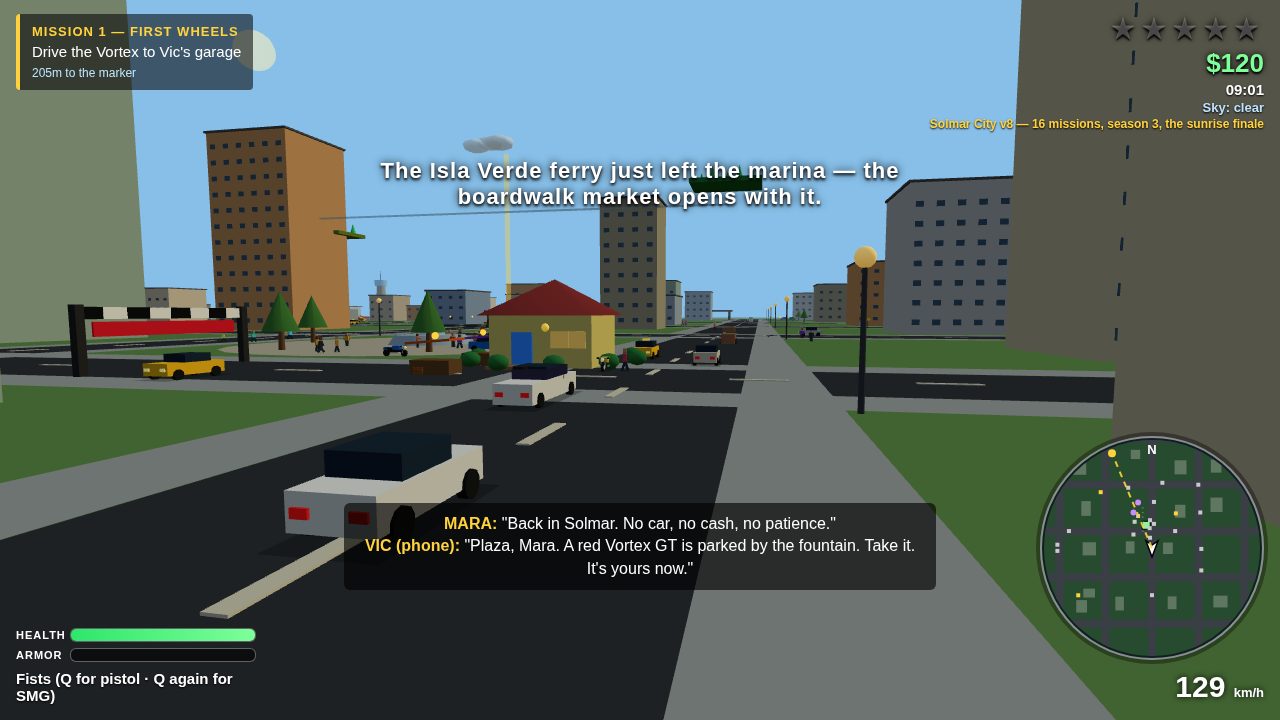 MISSION 1 — FIRST WHEELS
Drive the Vortex to Vic's garage
205m to the marker
$120
09:01
Sky: clear
Solmar City v8 — 16 missions, season 3, the sunrise finale
The Isla Verde ferry just left the marina — the
boardwalk market opens with it.
N
MARA: "Back in Solmar. No car, no cash, no patience."
VIC (phone): "Plaza, Mara. A red Vortex GT is parked by the fountain. Take it.
It's yours now."
HEALTH
ARMOR
Fists (Q for pistol · Q again for
SMG)
129 km/h